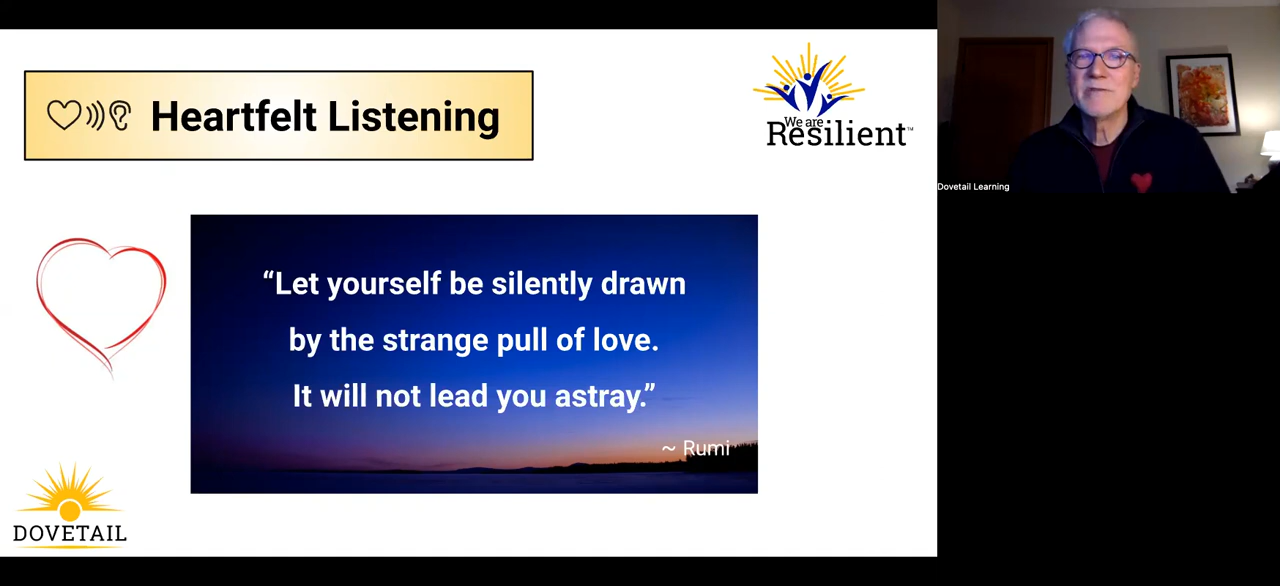 Heartfelt Listening
We are
Resilient™
Dovetail Learning
“Let yourself be silently drawn
by the strange pull of love.
It will not lead you astray.”
~ Rumi
DOVETAIL